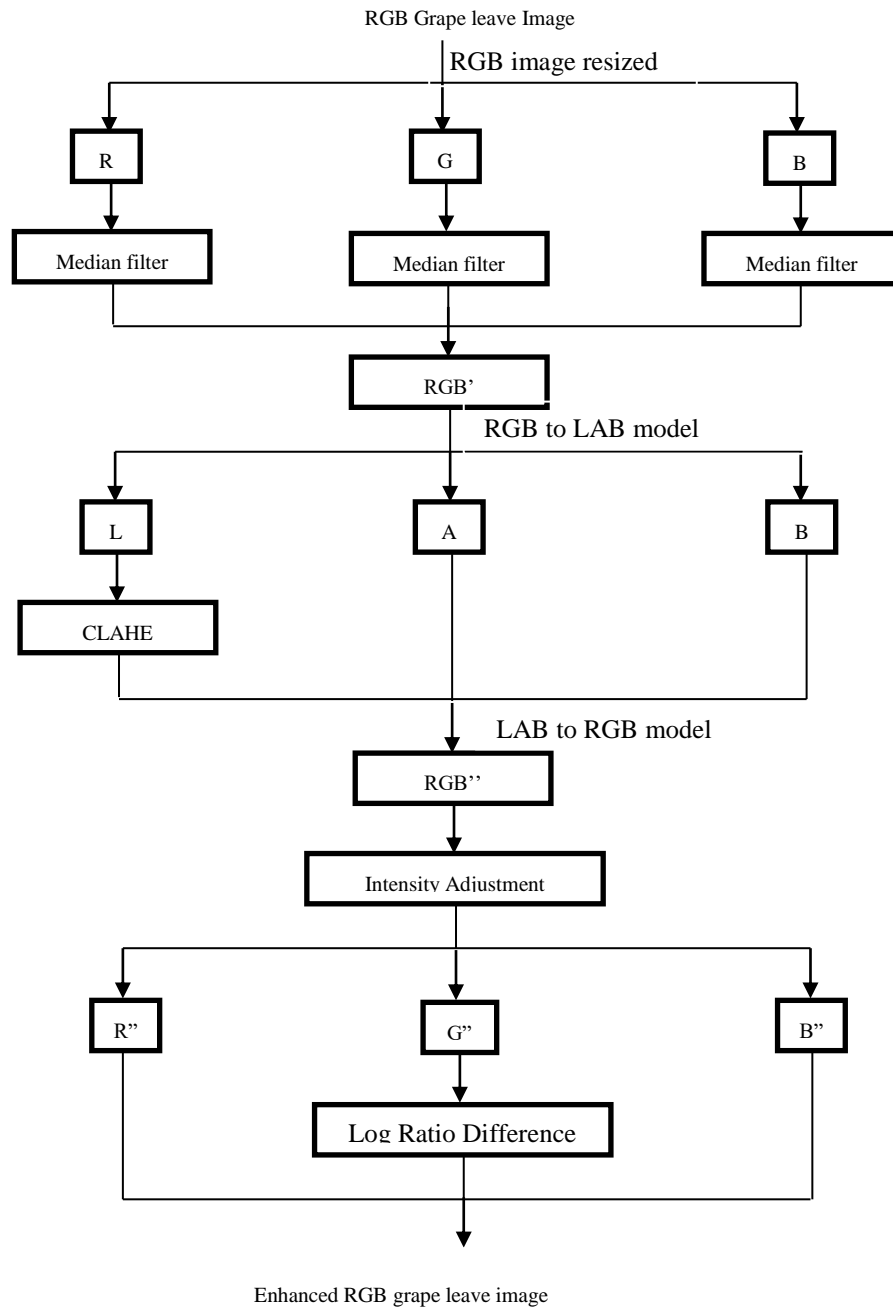 RGB Grape leave Image
RGB image resized
R
G
B
Median filter
Median filter
Median filter
RGB’
RGB to LAB model
L
A
B
CLAHE
LAB to RGB model
RGB’’
Intensity Adjustment
R”
G”
B”
Log Ratio Difference
Enhanced RGB grape leave image